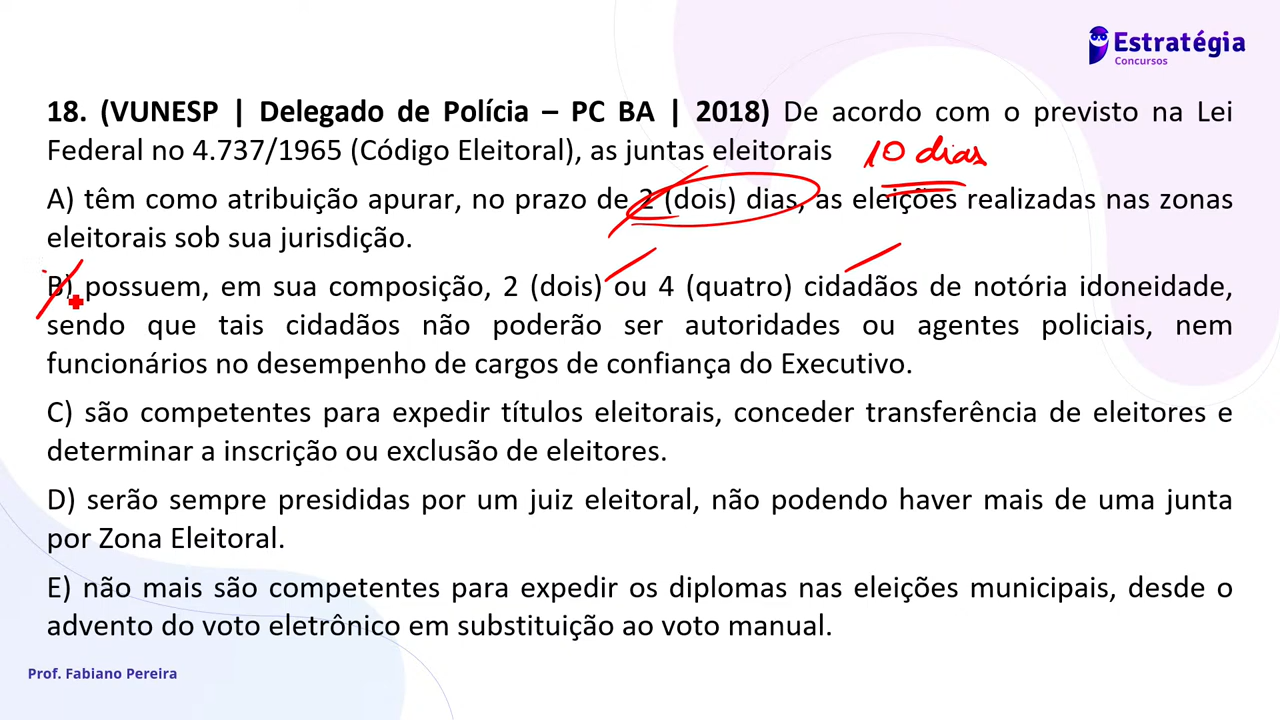 Estratégia
Concursos
18. (VUNESP | Delegado de Polícia – PC BA | 2018) De acordo com o previsto na Lei
Federal no 4.737/1965 (Código Eleitoral), as juntas eleitorais 10 dias
A) têm como atribuição apurar, no prazo de 2 (dois) dias, as eleições realizadas nas zonas
eleitorais sob sua jurisdição.
B) possuem, em sua composição, 2 (dois) ou 4 (quatro) cidadãos de notória idoneidade,
sendo que tais cidadãos não poderão ser autoridades ou agentes policiais, nem
funcionários no desempenho de cargos de confiança do Executivo.
C) são competentes para expedir títulos eleitorais, conceder transferência de eleitores e
determinar a inscrição ou exclusão de eleitores.
D) serão sempre presididas por um juiz eleitoral, não podendo haver mais de uma junta
por Zona Eleitoral.
E) não mais são competentes para expedir os diplomas nas eleições municipais, desde o
advento do voto eletrônico em substituição ao voto manual.
Prof. Fabiano Pereira